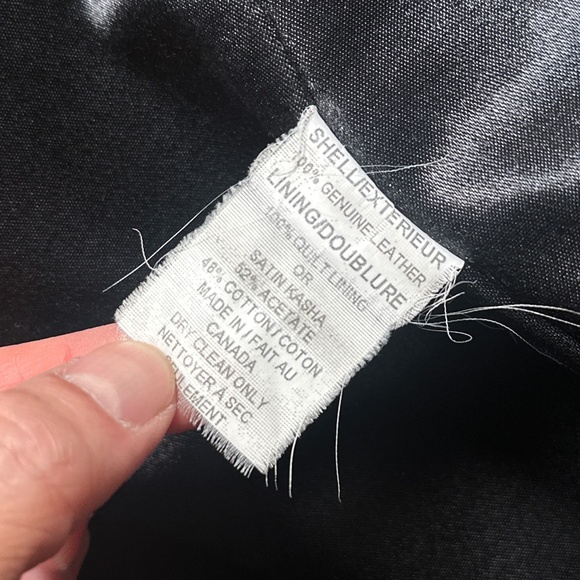 SHELL/EXTERIEUR
100% GENUINE LEATHER
LINING/DOUBLURE
100% QUILT LINING
OR
SATIN KASHA
52% ACETATE
48% COTTON / COTON
MADE IN / FAIT AU
CANADA
DRY CLEAN ONLY
NETTOYER A SEC